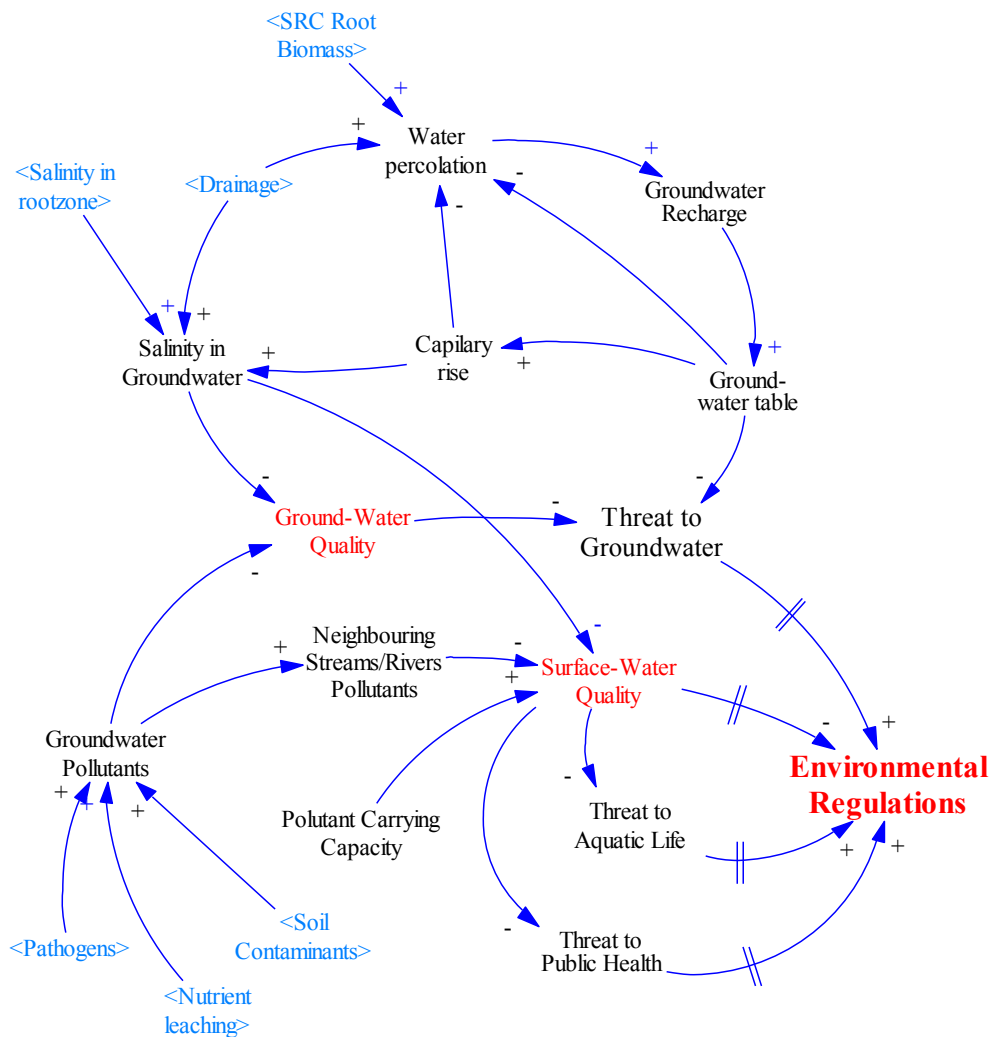 <SRC Root
Biomass>
+
+
Water
percolation
+
<Salinity in
rootzone>
<Drainage>
-
-
Groundwater
Recharge
+
+
Salinity in
Groundwater
+
Capilary
rise
+
+
Ground-
water table
-
-
-
Ground-Water
Quality
-
Threat to
Groundwater
-
Neighbouring
Streams/Rivers
Pollutants
+
-
-
+
Surface-Water
Quality
Groundwater
Pollutants
+
+
+
-
+
Environmental
Regulations
Polutant Carrying
Capacity
-
Threat to
Aquatic Life
+
+
<Pathogens>
<Soil
Contaminants>
-
Threat to
Public Health
<Nutrient
leaching>